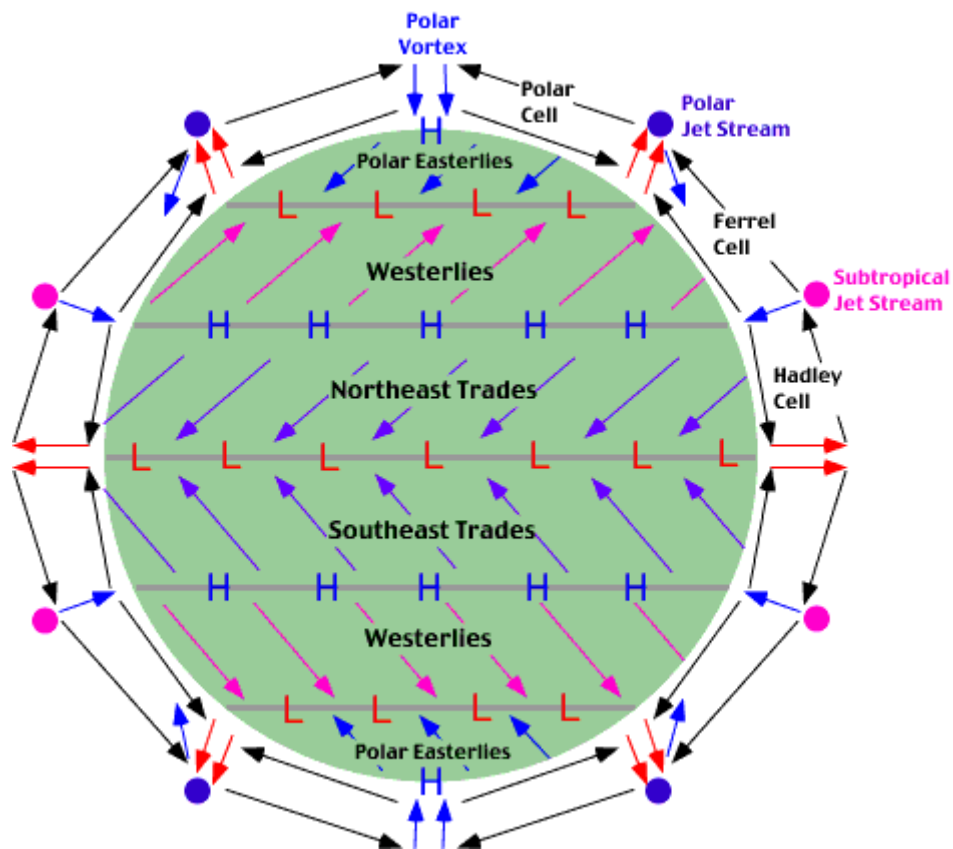 Polar
Vortex
Polar
Cell
Polar
Jet Stream
H
Polar Easterlies
L L L L
Ferrel
Cell
Westerlies
Subtropical
Jet Stream
H H H H H
Hadley
Cell
Northeast Trades
L L L L L L L
Southeast Trades
H H H H H
Westerlies
L L L L
Polar Easterlies
H